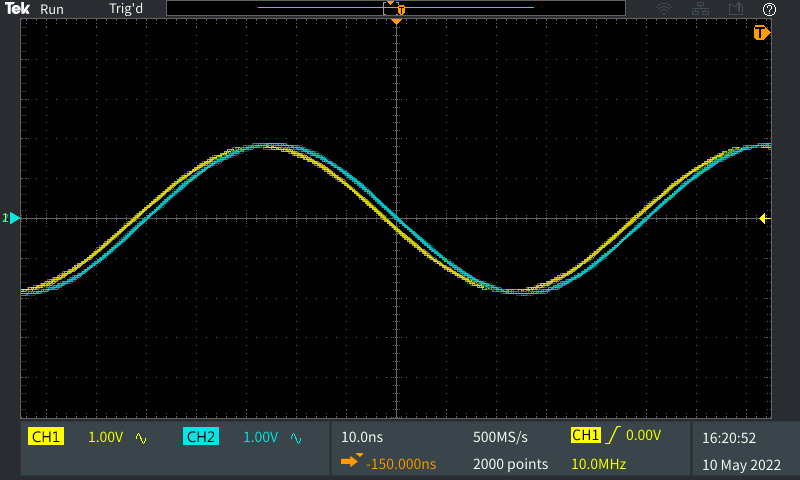 Tek Run Trig'd
T
T
?
CH1 1.00V CH2 1.00V 10.0ns 500MS/s CH1 0.00V 16:20:52
-150.000ns 2000 points 10.0MHz 10 May 2022